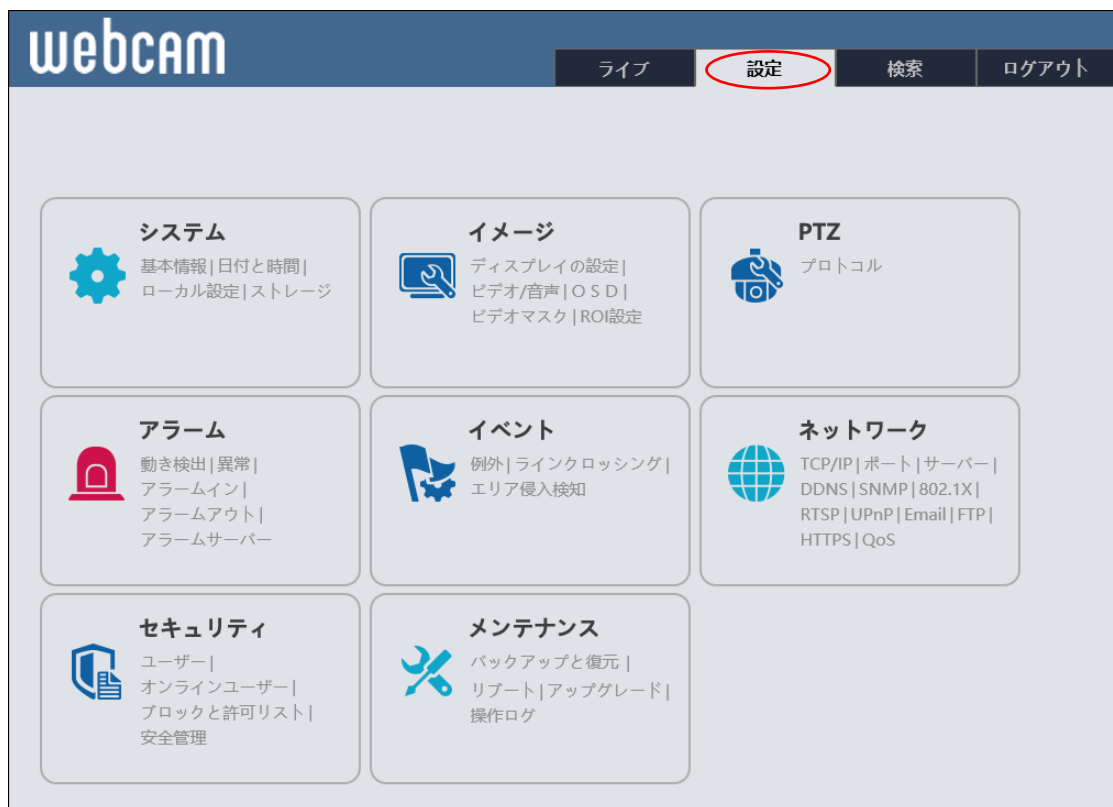 webcam
ライブ
設定
検索
ログアウト
システム
基本情報|日付と時間|
ローカル設定|ストレージ
イメージ
ディスプレイの設定|
ビデオ/音声|ＯＳＤ|
ビデオマスク|ROI設定
PTZ
プロトコル
アラーム
動き検出|異常|
アラームイン|
アラームアウト|
アラームサーバー
イベント
例外|ラインクロッシング|
エリア侵入検知
ネットワーク
TCP/IP|ポート|サーバー|
DDNS|SNMP|802.1X|
RTSP|UPnP|Email|FTP|
HTTPS|QoS
セキュリティ
ユーザー|
オンラインユーザー|
ブロックと許可リスト|
安全管理
メンテナンス
バックアップと復元|
リブート|アップグレード|
操作ログ